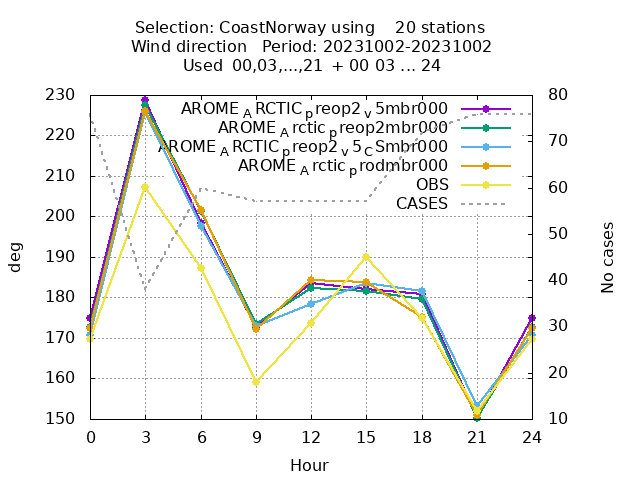 Selection: CoastNorway using    20 stations
Wind direction   Period: 20231002-20231002
Used  00,03,...,21  + 00 03 ... 24
230 80
AROME_ARCTIC_preop2_v5mbr000
220 70
AROME_Arctic_preop2mbr000
AROME_ARCTIC_preop2_v5_CSmbr000
210 60
AROME_Arctic_prodmbr000
OBS
CASES
200 50
190 40
180 30
170 20
160
150 10
deg
No cases
0 3 6 9 12 15 18 21 24
Hour